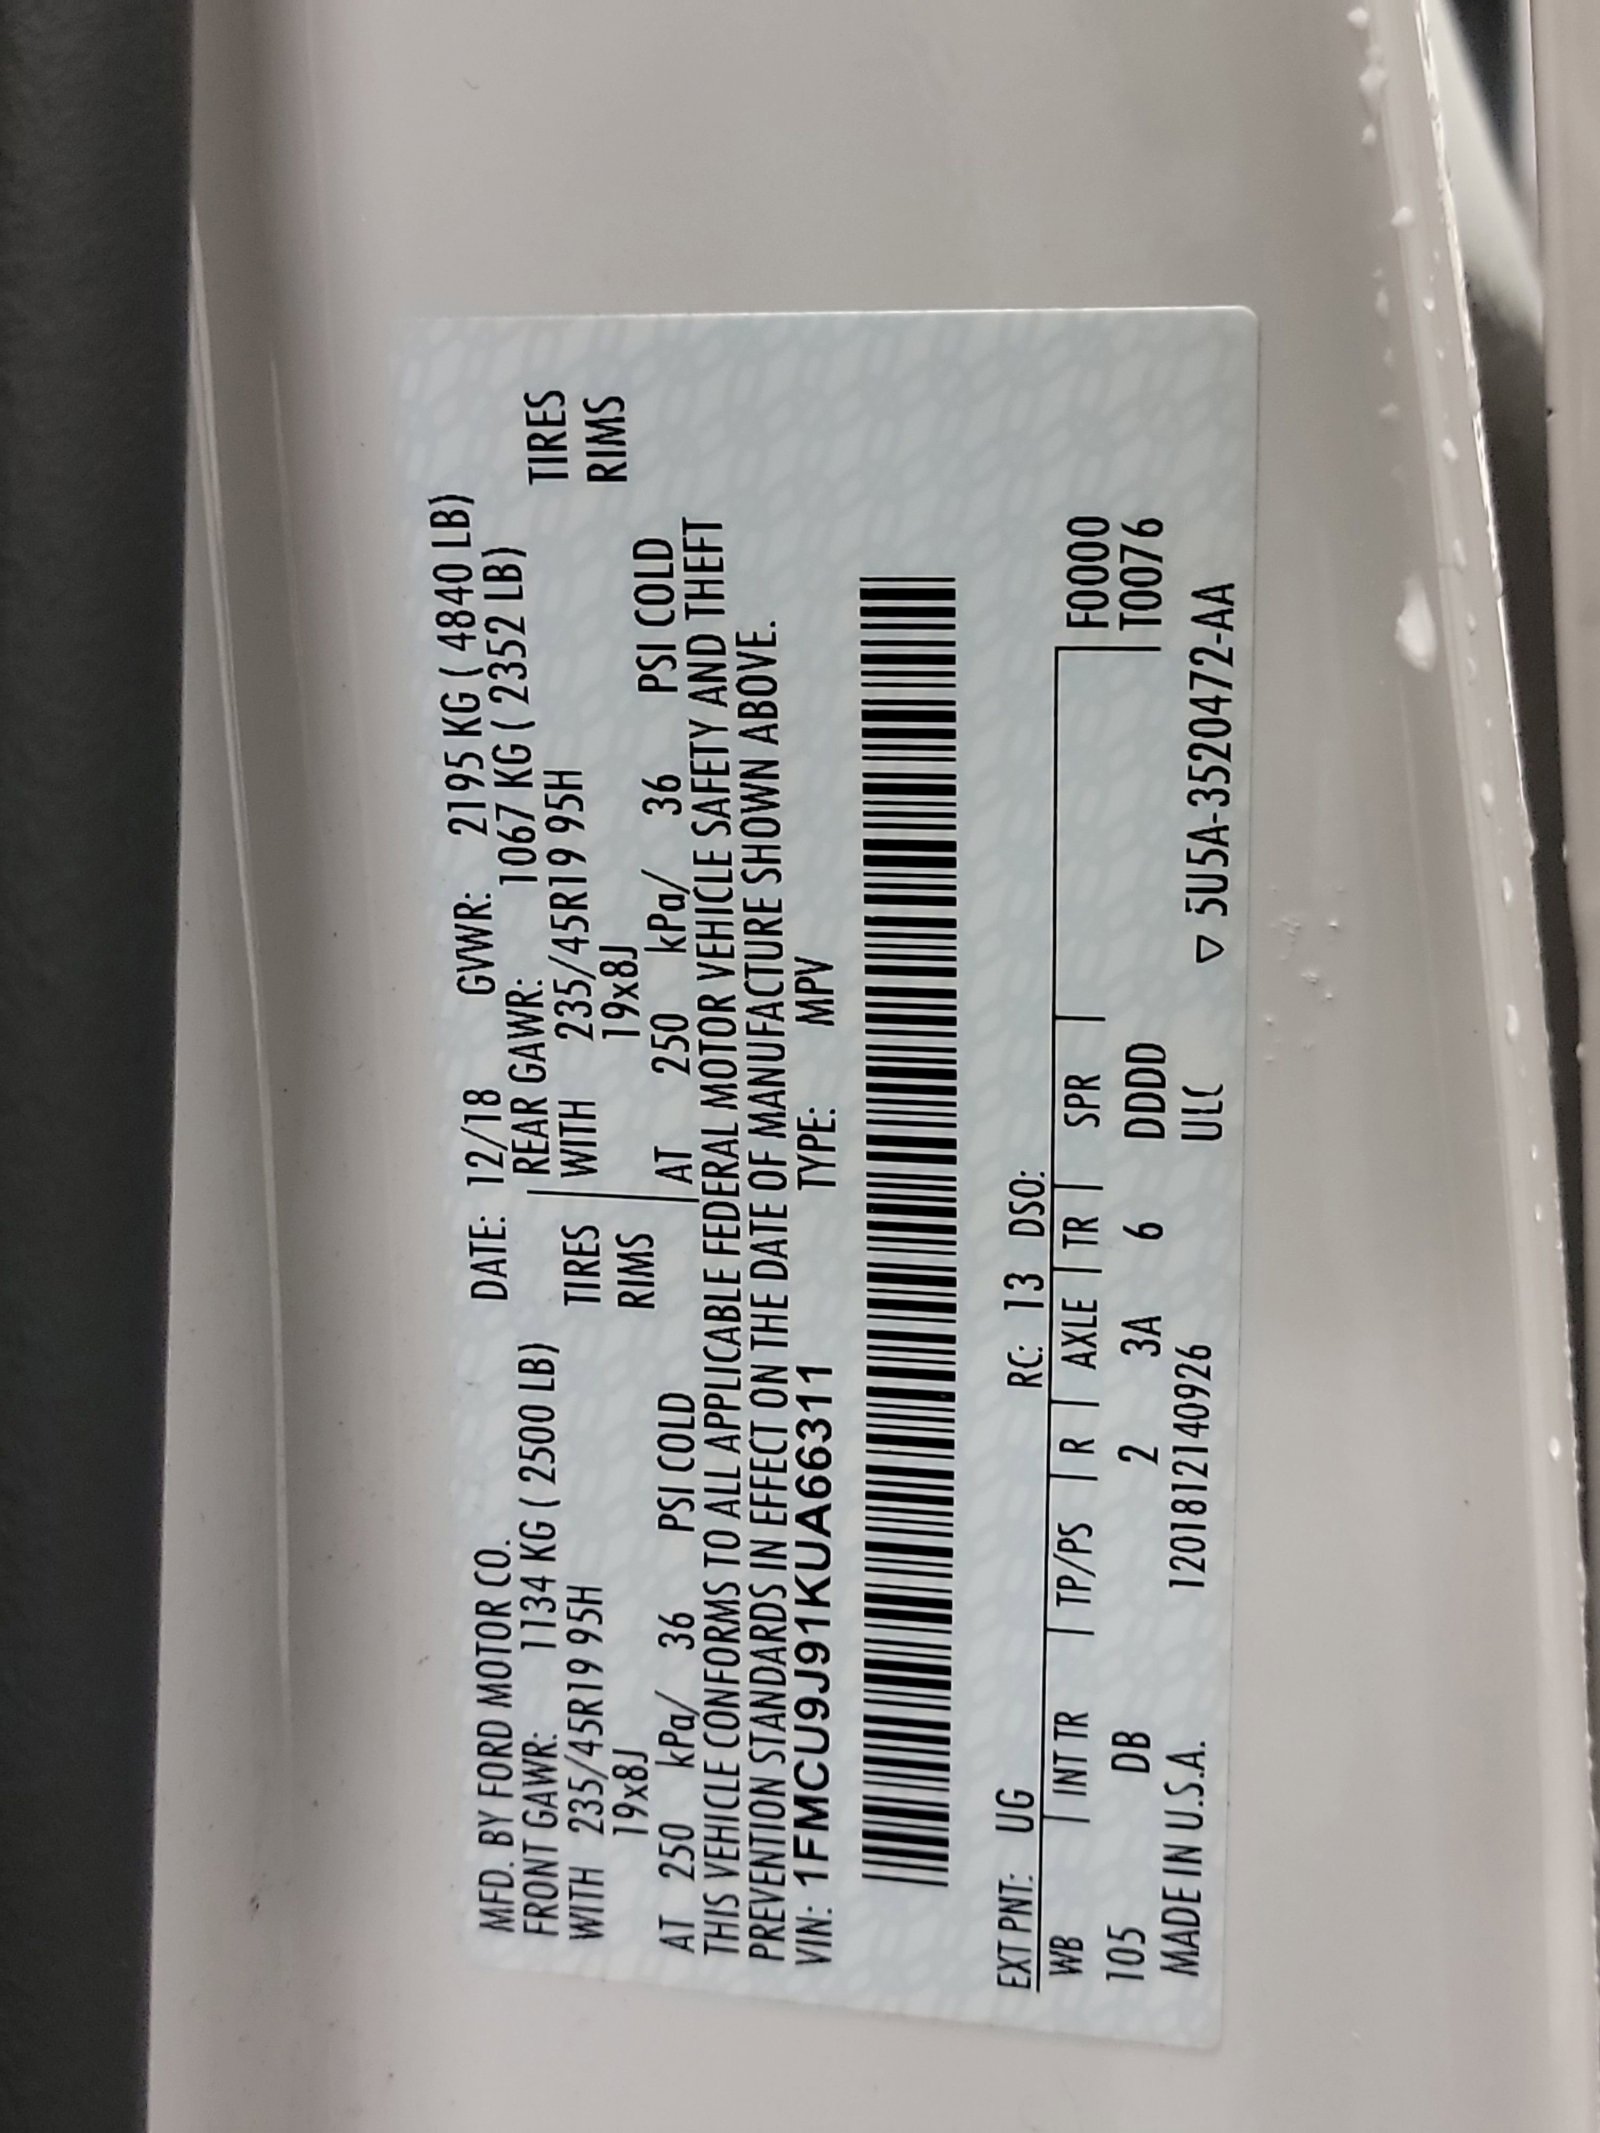 MFD. BY FORD MOTOR CO.
DATE: 12/18 GVWR: 2195 KG ( 4840 LB)
FRONT GAWR: 1134 KG ( 2500 LB) REAR GAWR: 1067 KG ( 2352 LB)
WITH 235/45R19 95H TIRES WITH 235/45R19 95H TIRES
19x8J RIMS 19x8J RIMS
AT 250 kPa/ 36 PSI COLD AT 250 kPa/ 36 PSI COLD
THIS VEHICLE CONFORMS TO ALL APPLICABLE FEDERAL MOTOR VEHICLE SAFETY AND THEFT
PREVENTION STANDARDS IN EFFECT ON THE DATE OF MANUFACTURE SHOWN ABOVE.
VIN: 1FMCU9J91KUA66311 TYPE: MPV
EXT PNT: UG RC: 13 DSO:
WB INT TR TP/PS R AXLE TR SPR F0000
105 DB 2 3A 6 DDDD T0076
MADE IN U.S.A. 1201812140926 ULC ▽ 5U5A-3520472-AA